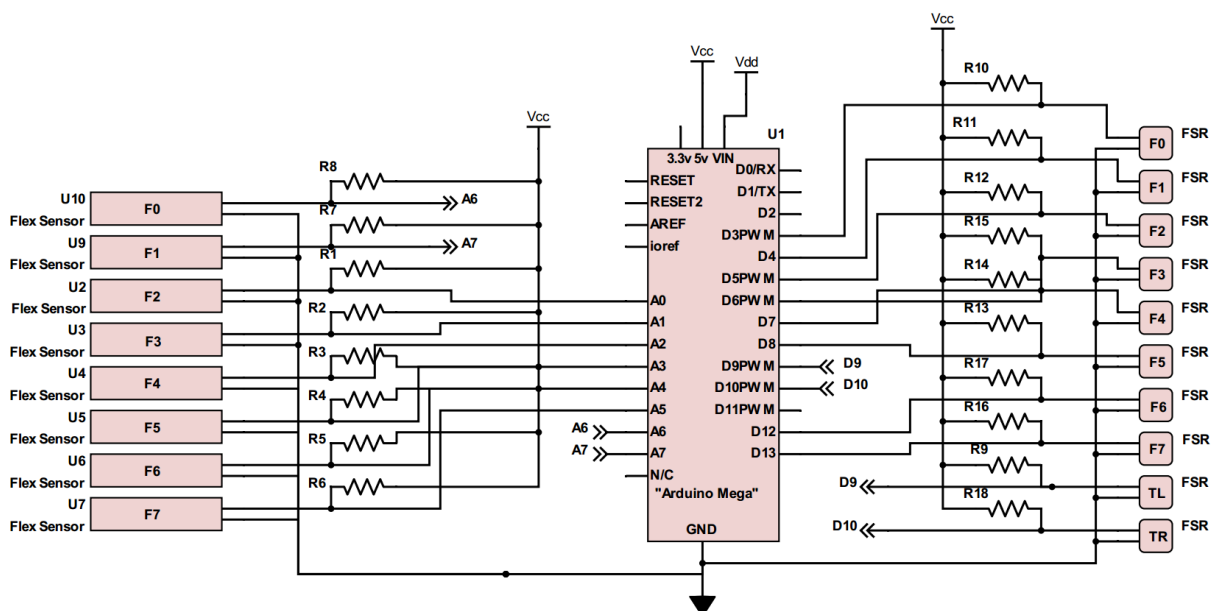 Vcc
R8
U10
F0
A6
Flex Sensor
R7
U9
F1
A7
Flex Sensor
R1
U2
F2
Flex Sensor
R2
U3
F3
Flex Sensor
R3
U4
F4
Flex Sensor
R4
U5
F5
Flex Sensor
R5
U6
F6
Flex Sensor
R6
U7
F7
Flex Sensor
Vcc
Vdd
U1
3.3v 5v VIN
RESET
RESET2
AREF
ioref
A0
A1
A2
A3
A4
A5
A6 A6
A7 A7
N/C
D0/RX
D1/TX
D2
D3PWM
D4
D5PWM
D6PWM
D7
D8
D9PWM D9
D10PWM D10
D11PWM
D12
D13
"Arduino Mega"
GND
Vcc
R10
R11
R12
R15
R14
R13
R17
R16
R9
D9
R18
D10
F0 FSR
F1 FSR
F2 FSR
F3 FSR
F4 FSR
F5 FSR
F6 FSR
F7 FSR
TL FSR
TR FSR